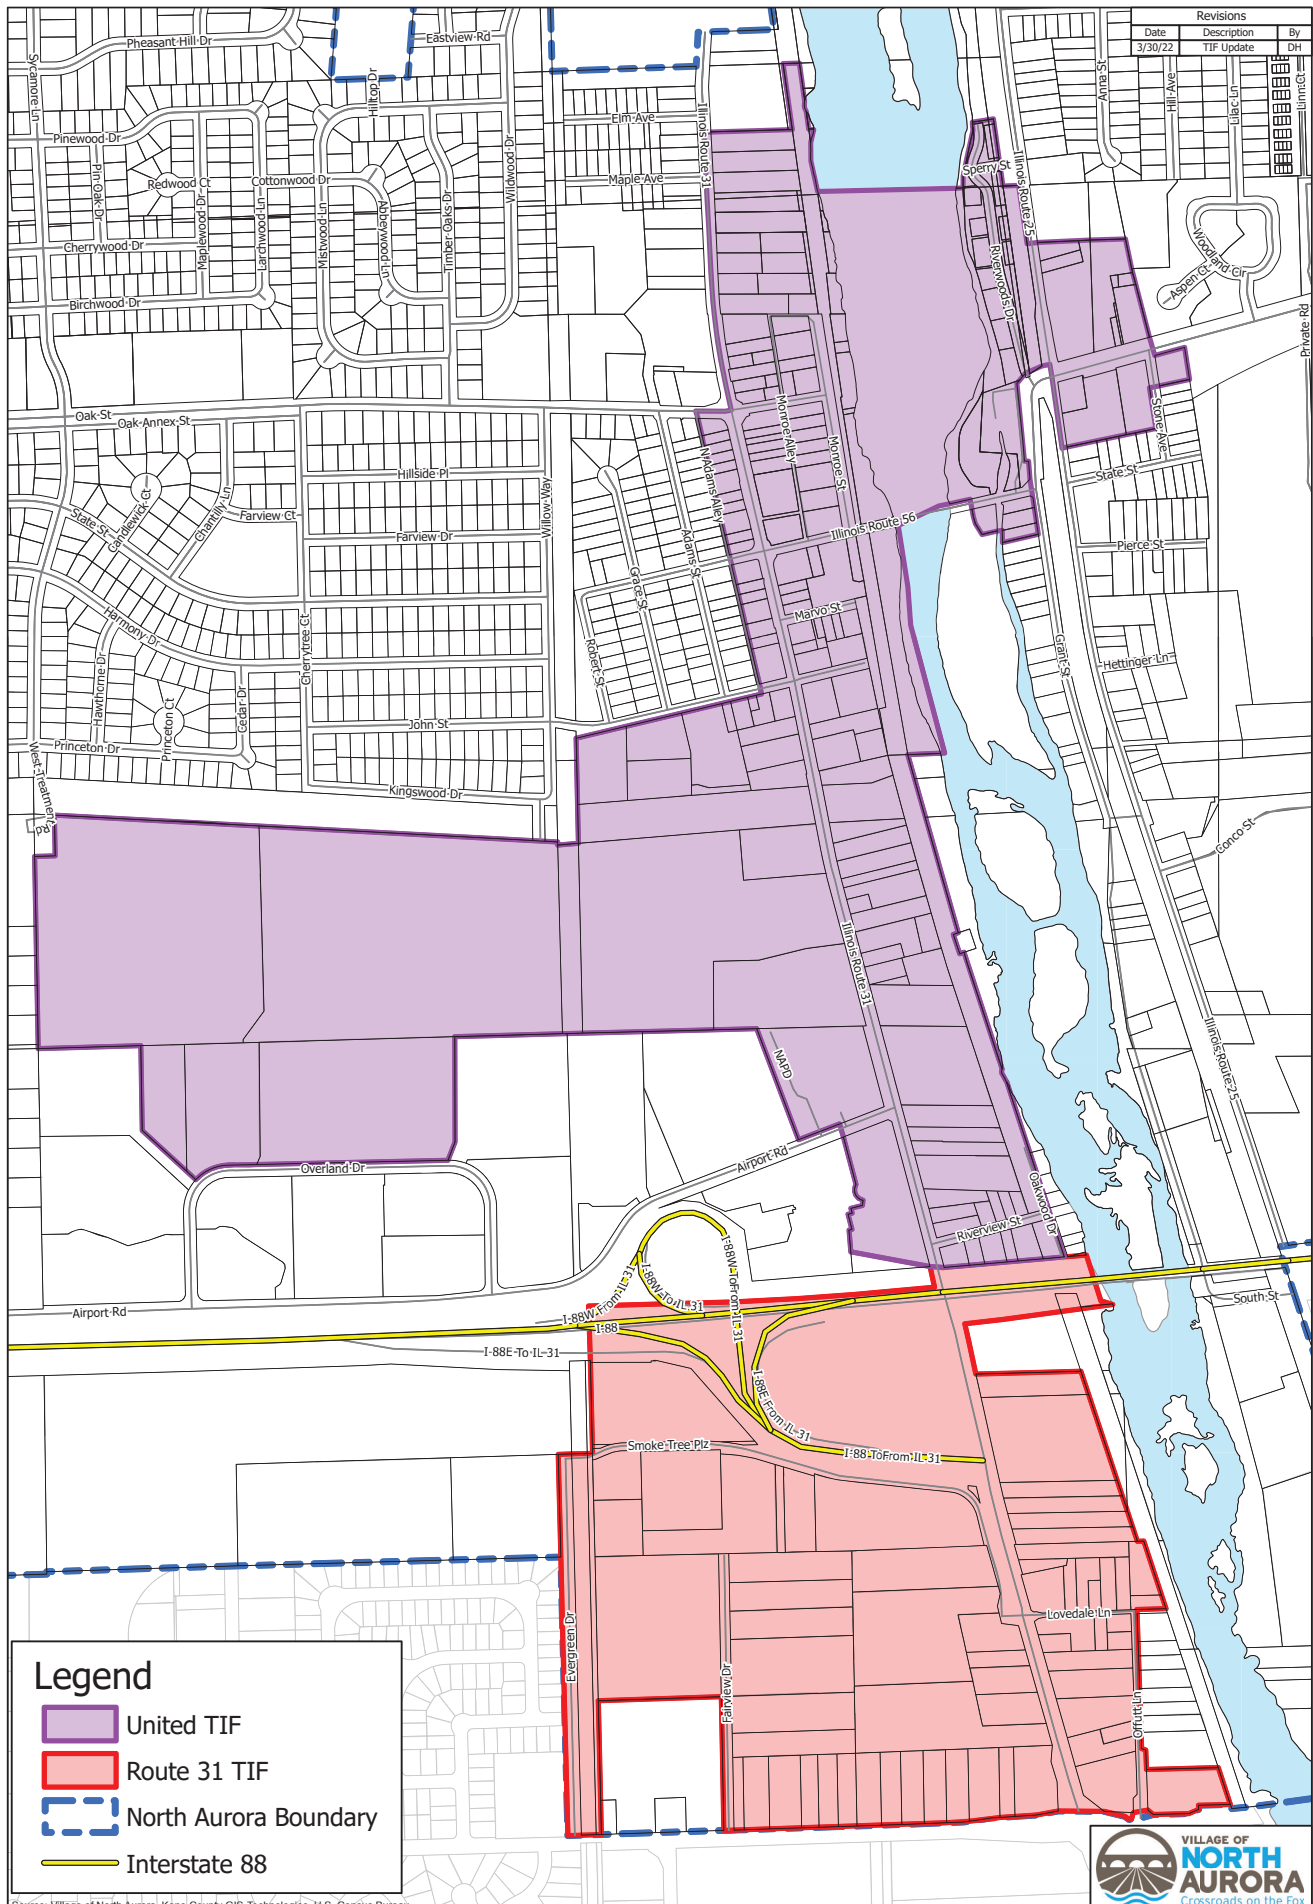 Revisions
Date Description By
3/30/22 TIF Update DH
Pheasant Hill Dr
Eastview Rd
Sycamore Ln
Hilltop Dr
Elm Ave
Illinois Route 31
Anna St
Hill Ave
Lilac Ln
Linn Ct
Pinewood Dr
Pin Oak Dr
Redwood Ct
Cottonwood Dr
Maple Ave
Wildwood Dr
Sperry St
Illinois Route 25
Maplewood Dr
Larchwood Ln
Mistwood Ln
Abberwood Ln
Timber Oaks Dr
Cherrywood Dr
Birchwood Dr
Riverwoods Dr
Woodland Cir
Aspen Ct
Private Rd
Oak St
Oak Annex St
Monroe Alley
Monroe St
Stone Ave
State St
N Adams Alley
Hillside Pl
Candlewick Ct
Chantilly Ln
Farview Ct
State St
Farview Dr
Willow Way
Adams St
Grace St
Illinois Route 56
Pierce St
Harmony Dr
Cherrytree Ct
Marvo St
Robert St
Grant St
Hettinger Ln
Hawthorne Dr
Princeton Ct
Cedar Dr
John St
Princeton Dr
West Treatment Rd
Kingswood Dr
Conco St
Illinois Route 31
Illinois Route 25
NAPD
Overland Dr
Airport Rd
Oakwood Dr
Riverview St
I-88W From IL 31
I-88W To IL 31
I-88W ToFrom IL 31
Airport Rd
I-88
South St
I-88E To IL 31
I-88E From IL 31
Smoke Tree Plz
I-88 ToFrom IL 31
Evergreen Dr
Fairview Dr
Lovedale Ln
Offutt Ln
Legend
United TIF
Route 31 TIF
North Aurora Boundary
Interstate 88
VILLAGE OF
NORTH
AURORA
Crossroads on the Fox